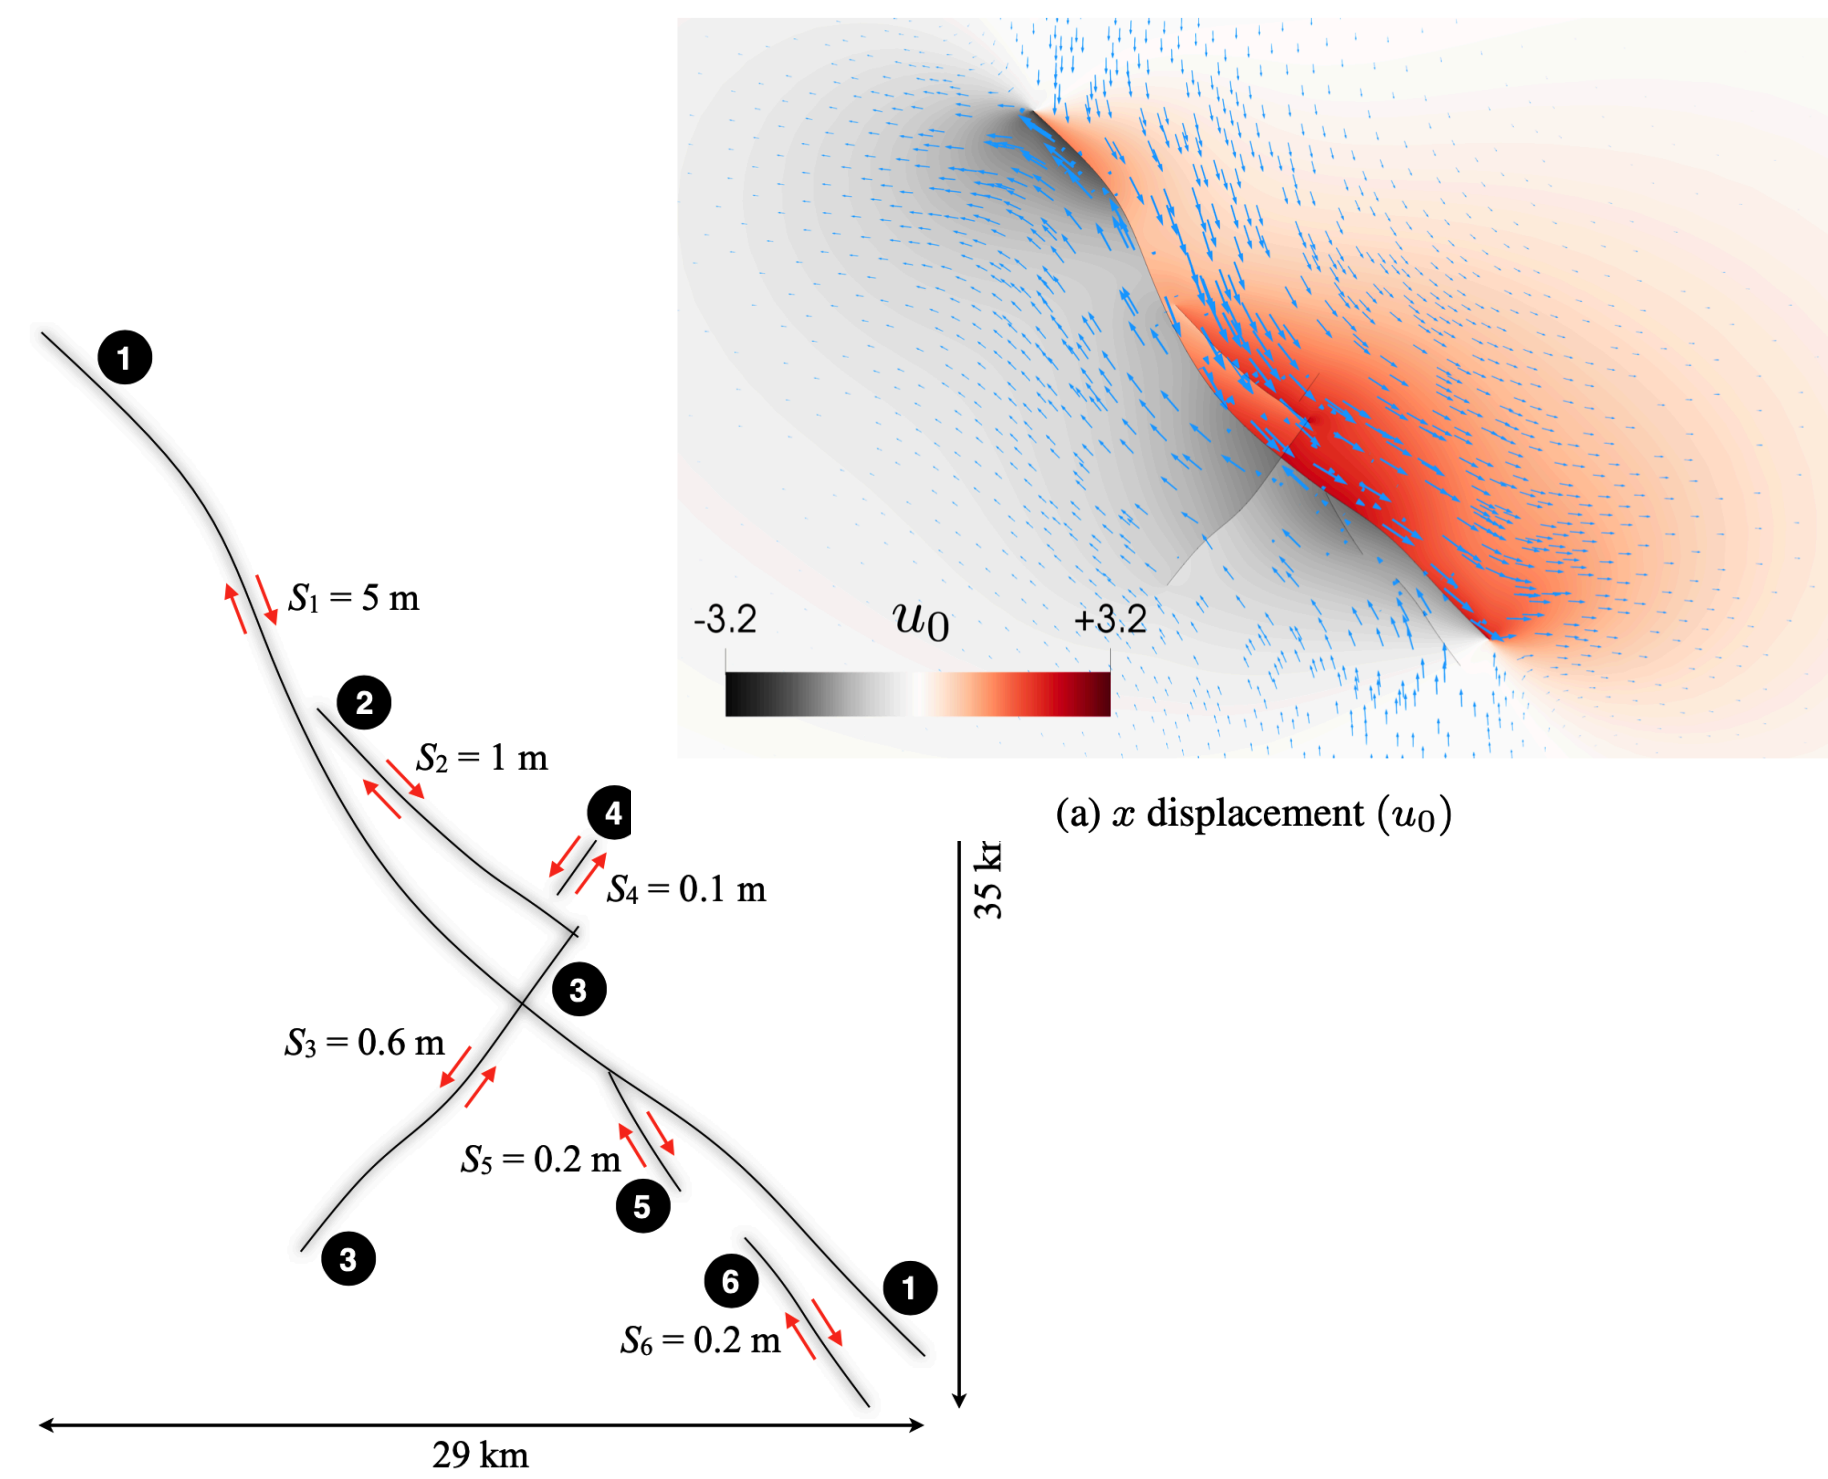 1
S1 = 5 m
2
S2 = 1 m
4
S4 = 0.1 m
3
S3 = 0.6 m
S5 = 0.2 m
5
3
6
1
S6 = 0.2 m
29 km
35
-3.2 u0 +3.2
(a) x displacement (u0)